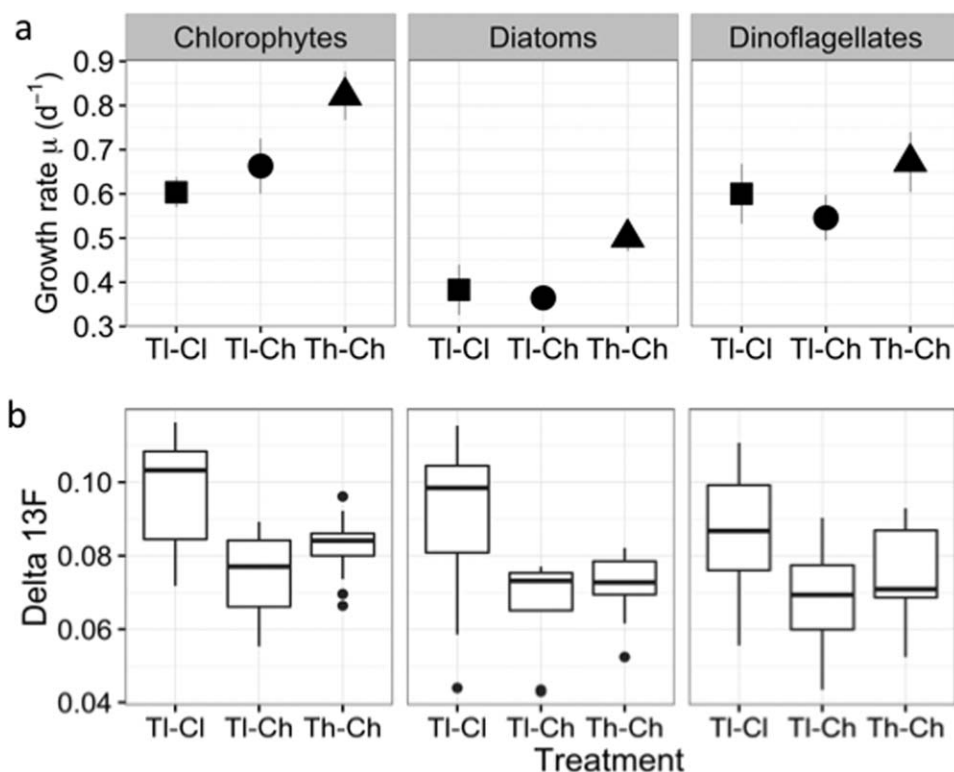 a
Chlorophytes Diatoms Dinoflagellates
Growth rate μ (d⁻¹)
0.9
0.8
0.7
0.6
0.5
0.4
0.3
Tl-Cl Tl-Ch Th-Ch Tl-Cl Tl-Ch Th-Ch Tl-Cl Tl-Ch Th-Ch
b
Delta 13F
0.10
0.08
0.06
0.04
Tl-Cl Tl-Ch Th-Ch Tl-Cl Tl-Ch Th-Ch Tl-Cl Tl-Ch Th-Ch
Treatment